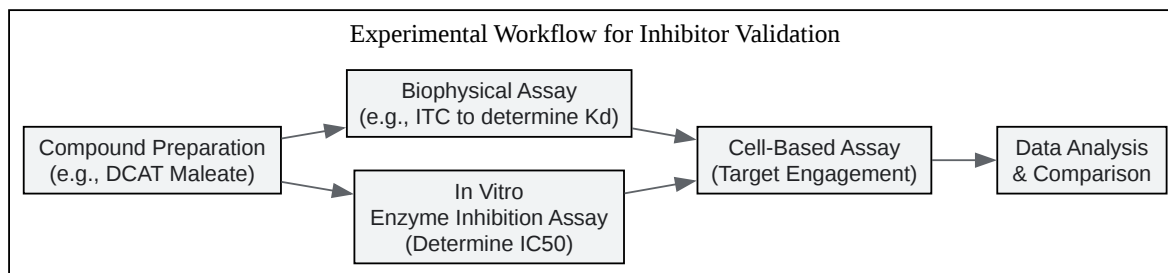 Experimental Workflow for Inhibitor Validation
Compound Preparation
(e.g., DCAT Maleate)
Biophysical Assay
(e.g., ITC to determine Kd)
In Vitro
Enzyme Inhibition Assay
(Determine IC50)
Cell-Based Assay
(Target Engagement)
Data Analysis
& Comparison